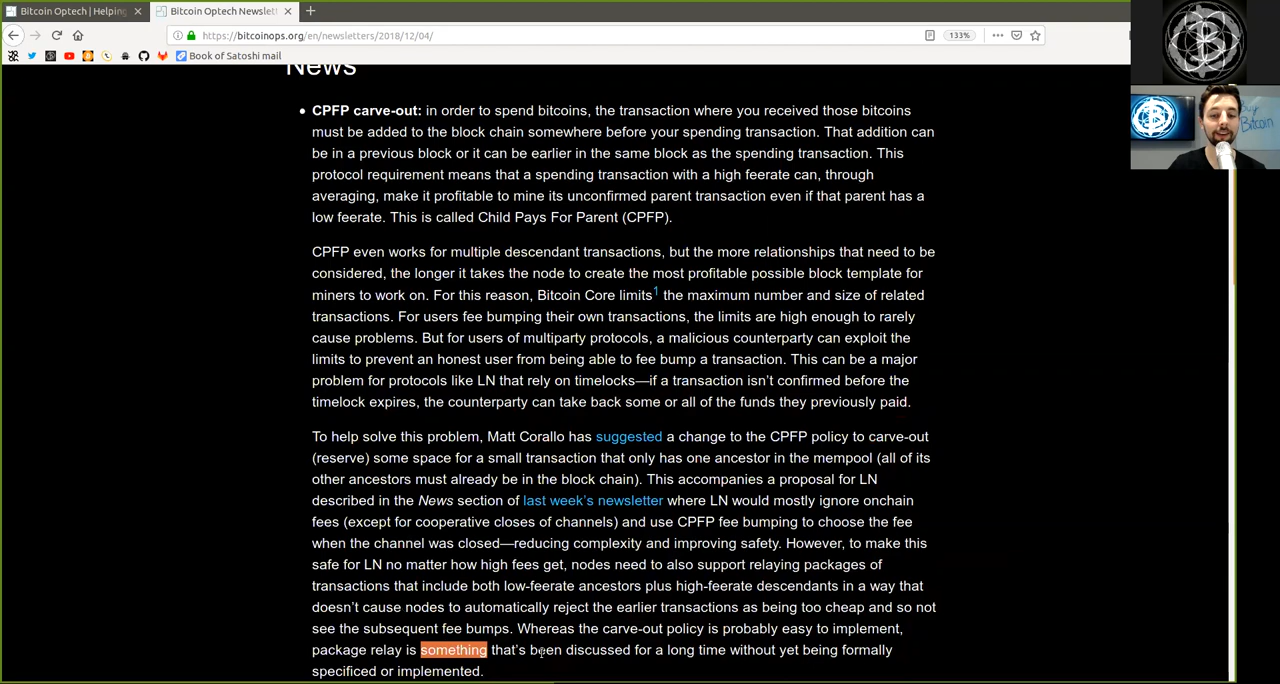 Bitcoin Optech | Helping
Bitcoin Optech Newslett
https://bitcoinops.org/en/newsletters/2018/12/04/
133%
Book of Satoshi mail
News
CPFP carve-out: in order to spend bitcoins, the transaction where you received those bitcoins
must be added to the block chain somewhere before your spending transaction. That addition can
be in a previous block or it can be earlier in the same block as the spending transaction. This
protocol requirement means that a spending transaction with a high feerate can, through
averaging, make it profitable to mine its unconfirmed parent transaction even if that parent has a
low feerate. This is called Child Pays For Parent (CPFP).
CPFP even works for multiple descendant transactions, but the more relationships that need to be
considered, the longer it takes the node to create the most profitable possible block template for
miners to work on. For this reason, Bitcoin Core limits1 the maximum number and size of related
transactions. For users fee bumping their own transactions, the limits are high enough to rarely
cause problems. But for users of multiparty protocols, a malicious counterparty can exploit the
limits to prevent an honest user from being able to fee bump a transaction. This can be a major
problem for protocols like LN that rely on timelocks—if a transaction isn't confirmed before the
timelock expires, the counterparty can take back some or all of the funds they previously paid.
To help solve this problem, Matt Corallo has suggested a change to the CPFP policy to carve-out
(reserve) some space for a small transaction that only has one ancestor in the mempool (all of its
other ancestors must already be in the block chain). This accompanies a proposal for LN
described in the News section of last week's newsletter where LN would mostly ignore onchain
fees (except for cooperative closes of channels) and use CPFP fee bumping to choose the fee
when the channel was closed—reducing complexity and improving safety. However, to make this
safe for LN no matter how high fees get, nodes need to also support relaying packages of
transactions that include both low-feerate ancestors plus high-feerate descendants in a way that
doesn't cause nodes to automatically reject the earlier transactions as being too cheap and so not
see the subsequent fee bumps. Whereas the carve-out policy is probably easy to implement,
package relay is something that's been discussed for a long time without yet being formally
specificed or implemented.
buy
Bitcoin